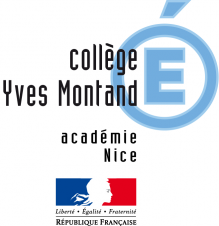 collège
Yves Montand
É
académie
Nice
Liberté • Égalité • Fraternité
RÉPUBLIQUE FRANÇAISE